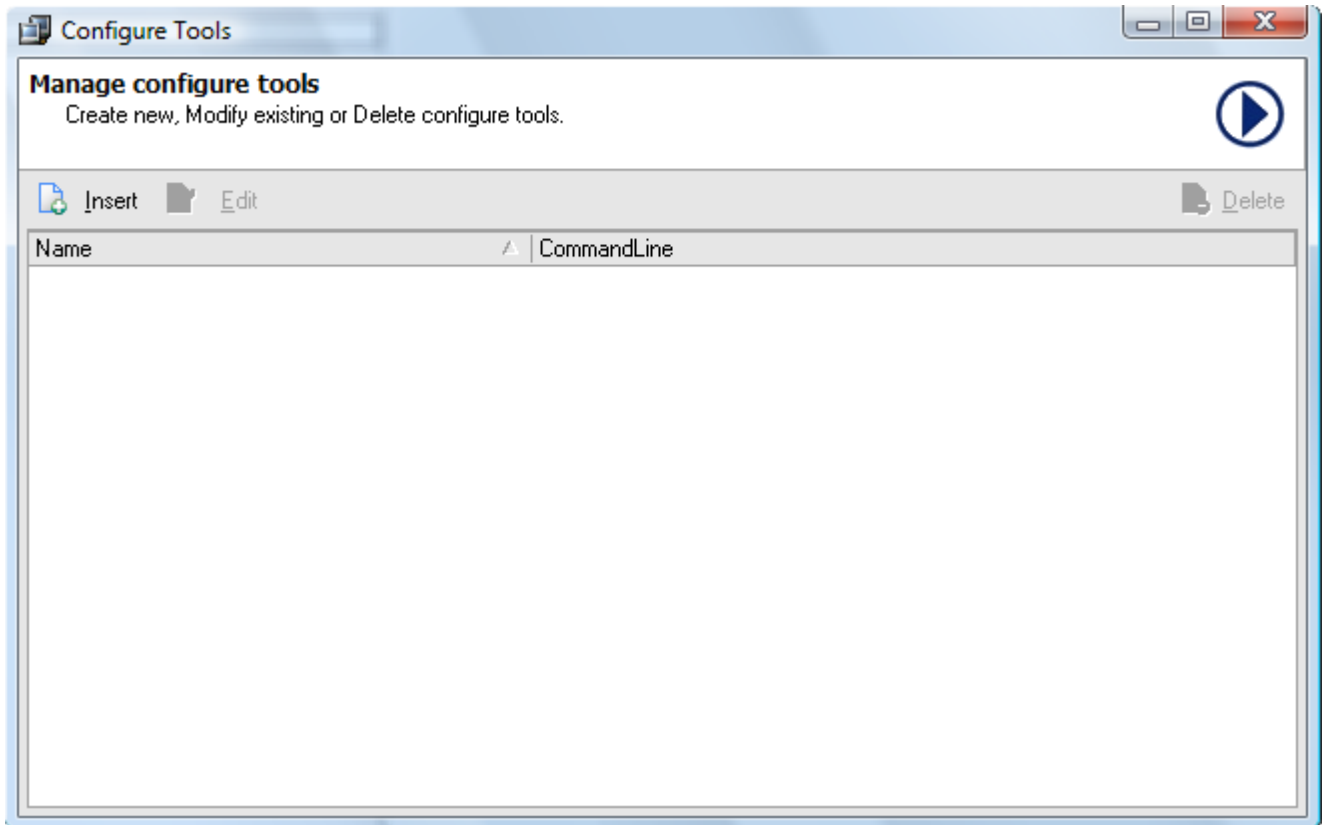 Configure Tools
Manage configure tools
Create new, Modify existing or Delete configure tools.
Insert Edit Delete
Name CommandLine